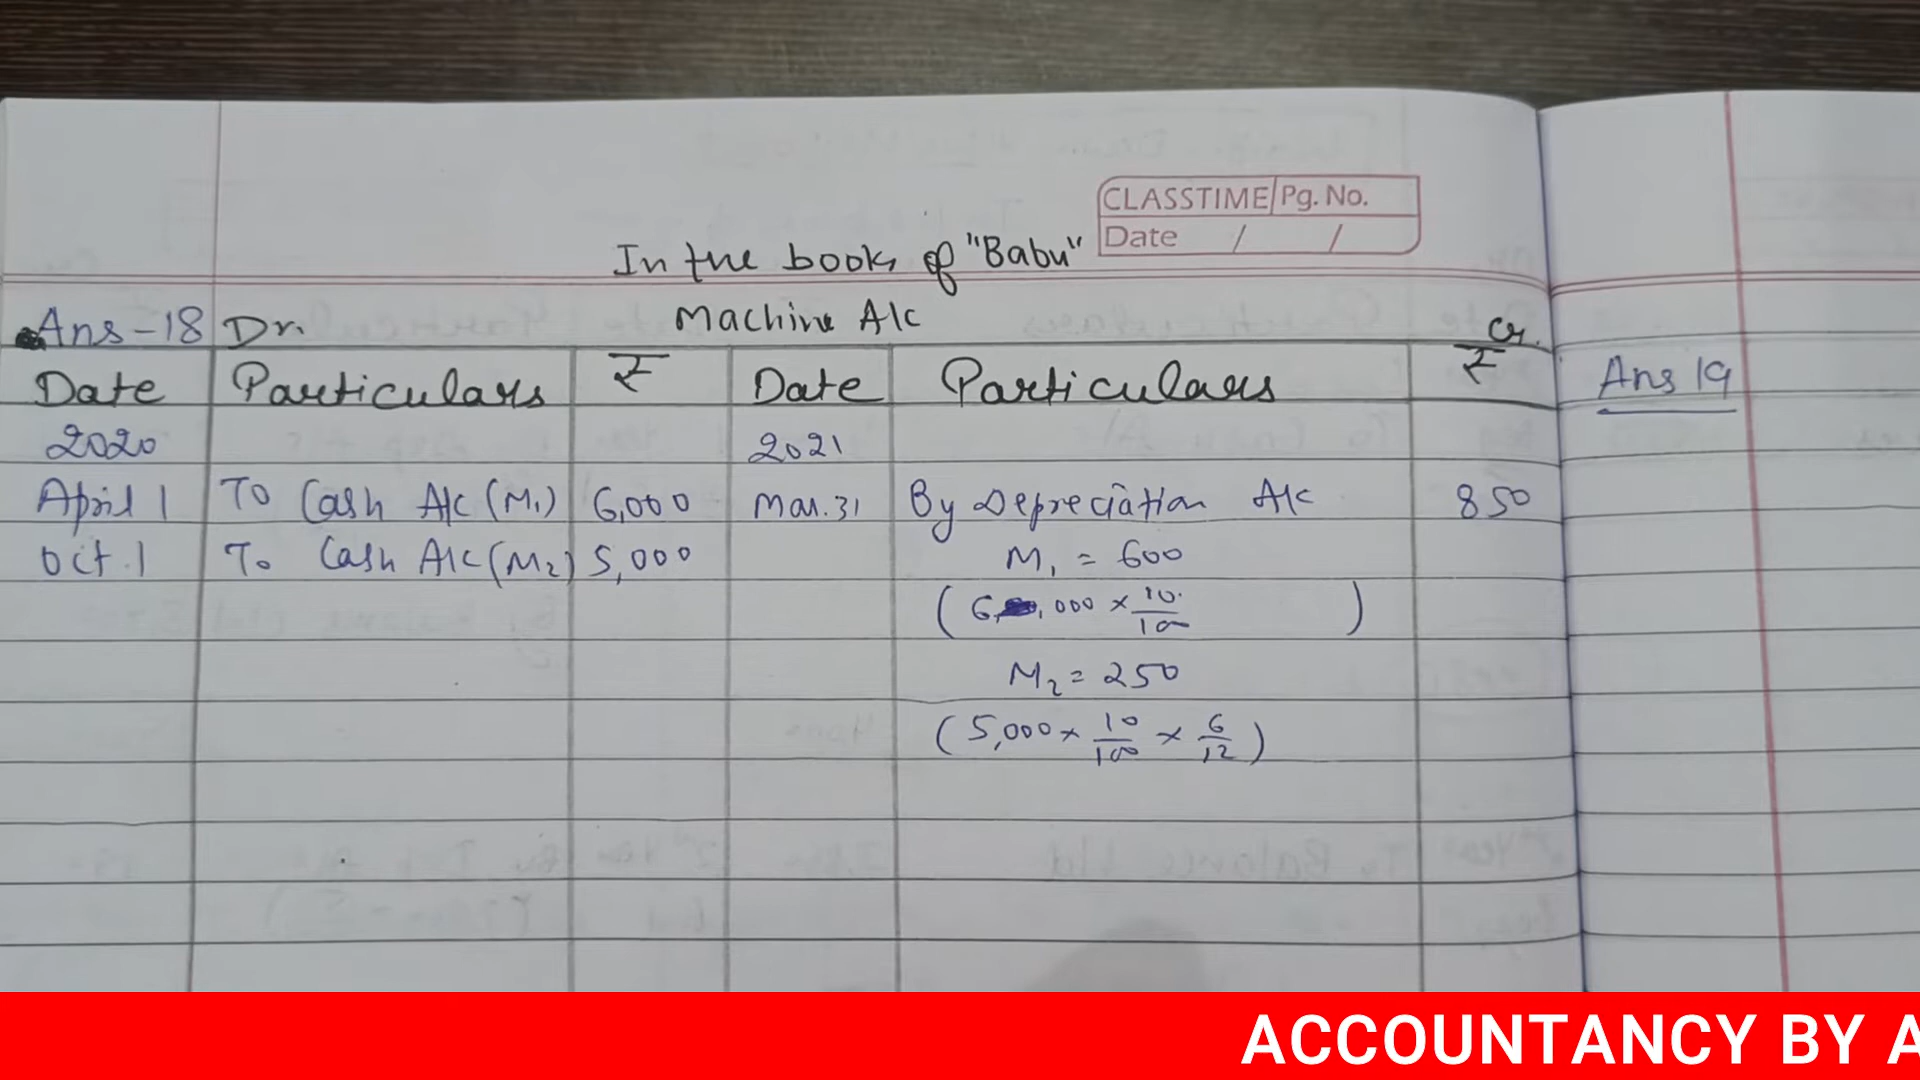 CLASSTIME Pg. No.
Date / /
In the books of "Babu"
Ans-18 Dr. Machine A/c Cr.
Date Particulars ₹ Date Particulars ₹ Ans 19
2020 2021
April 1 To Cash A/c (M1) 6,000 Mar. 31 By Depreciation A/c 850
Oct. 1 To Cash A/c (M2) 5,000 M1 = 600
(6,000 × 10/100 )
M2 = 250
(5,000 × 10/100 × 6/12)
ACCOUNTANCY BY A